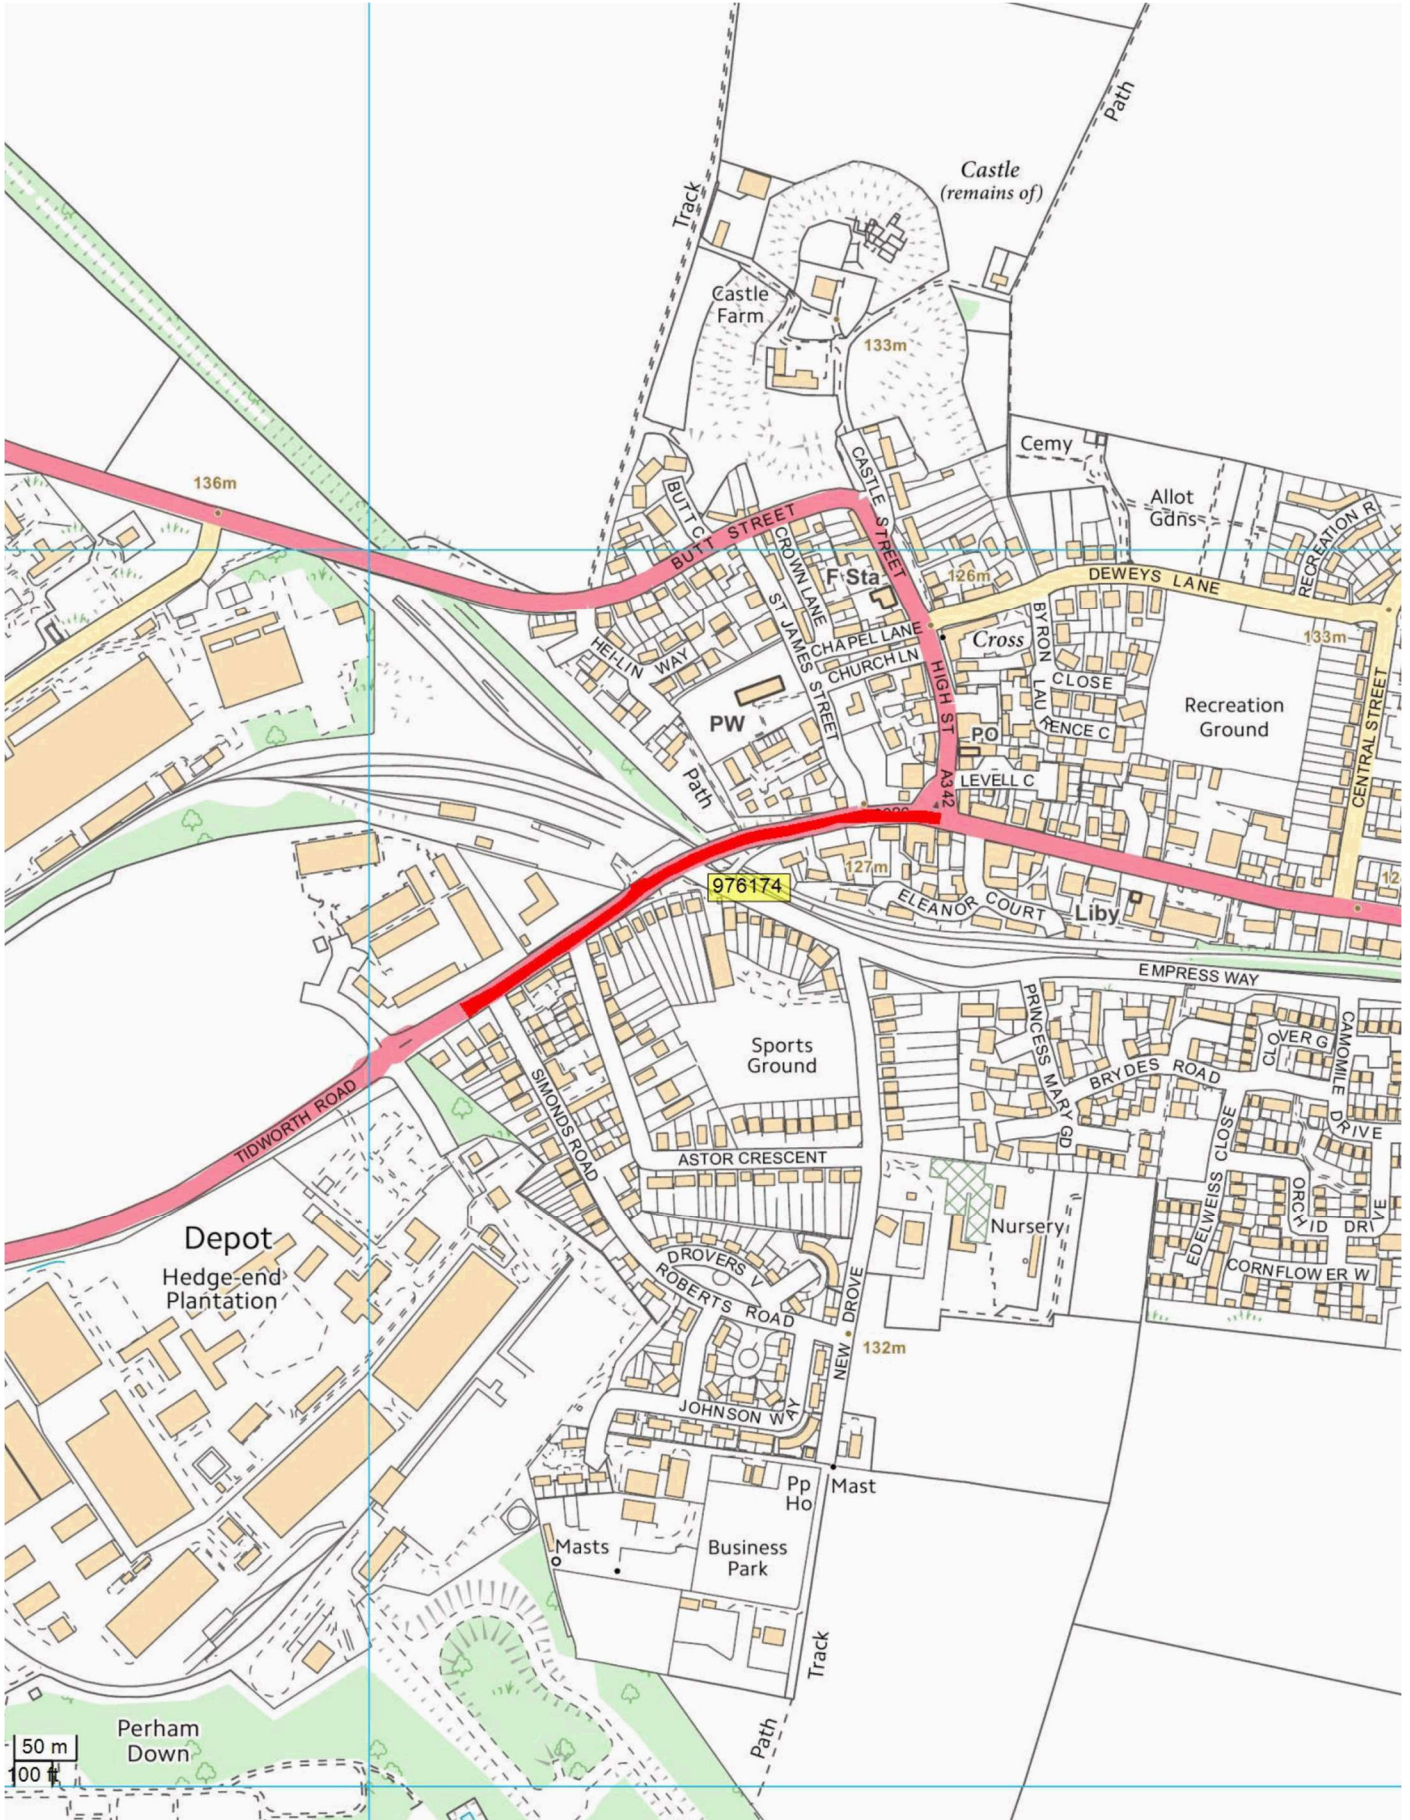 Path
Castle
(remains of)
Track
Castle
Farm
133m
Cemy
136m
CASTLE STREET
BUTT C
BUTT STREET
Allot
Gdns
RECREATION R
CROWN LANE
F Sta
126m
DEWEYS LANE
ST JAMES STREET
CHAPEL LANE
Cross
BYRON
133m
HEI-LIN WAY
CHURCH LN
CLOSE
HIGH ST
LAURENCE C
CENTRAL STREET
PW
PO
Recreation
Ground
Path
A342
LEVELL C
127m
976174
ELEANOR COURT
Liby
12
EMPRESS WAY
PRINCESS MARY GD
Sports
Ground
CLOVER G
CAMOMILE
DRIVE
BRYDES ROAD
SIMONDS ROAD
TIDWORTH ROAD
ASTOR CRESCENT
EDELWEISS CLOSE
ORCHID DRIVE
Depot
Hedge-end
Plantation
Nursery
DROVERS V
CORNFLOWER W
ROBERTS ROAD
NEW DROVE
132m
JOHNSON WAY
Pp
Ho
Mast
Masts
Business
Park
Track
Perham
Down
Path
50 m
100 ft